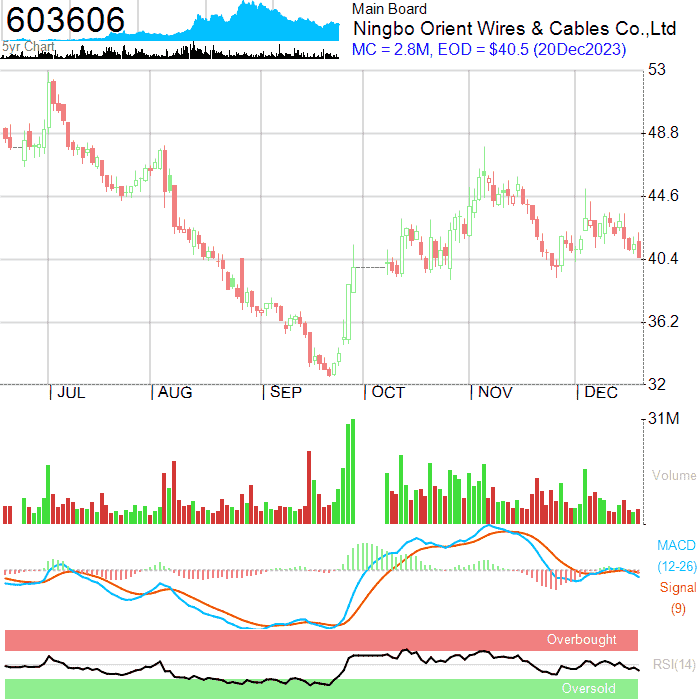 603606
5yr Chart
Main Board
Ningbo Orient Wires & Cables Co.,Ltd
MC = 2.8M, EOD = $40.5 (20Dec2023)
53
48.8
44.6
40.4
36.2
32
JUL
AUG
SEP
OCT
NOV
DEC
31M
Volume
MACD
(12-26)
Signal
(9)
Overbought
RSI(14)
Oversold